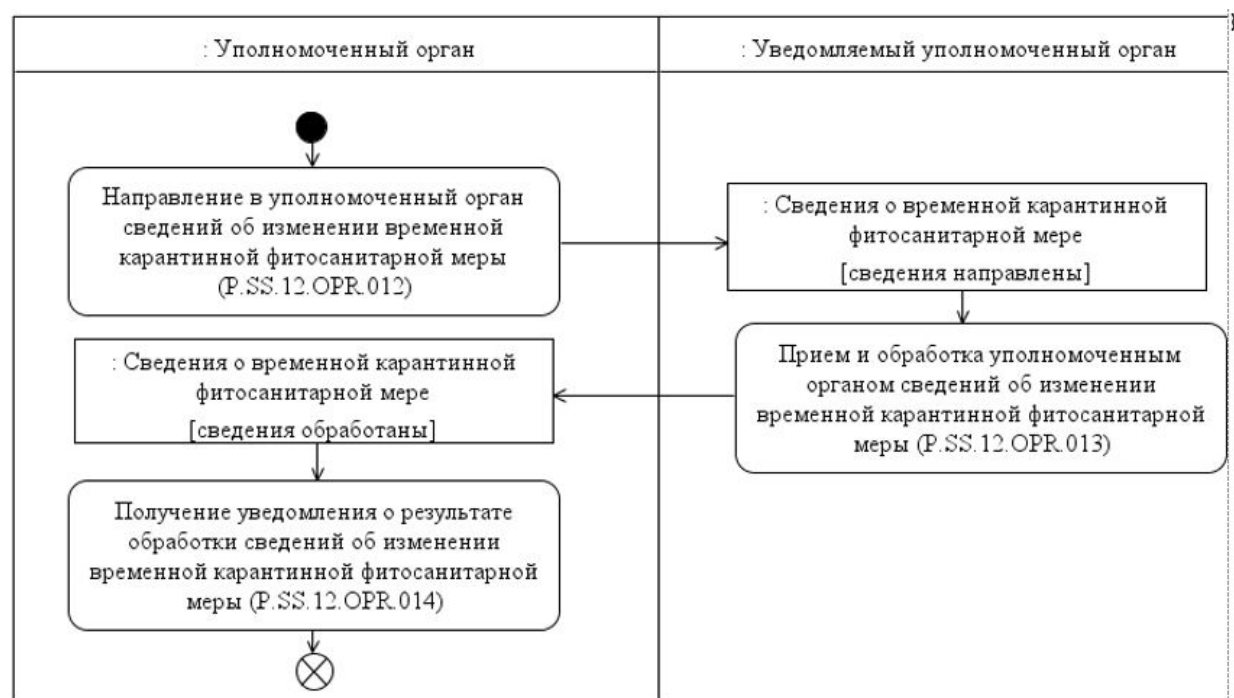 : Уполномоченный орган
: Уведомляемый уполномоченный орган
Направление в уполномоченный орган
сведений об изменении временной
карантинной фитосанитарной меры
(P.SS.12.OPR.012)
: Сведения о временной карантинной
фитосанитарной мере
[сведения направлены]
Прием и обработка уполномоченным
органом сведений об изменении
временной карантинной фитосанитарной
меры (P.SS.12.OPR.013)
: Сведения о временной карантинной
фитосанитарной мере
[сведения обработаны]
Получение уведомления о результате
обработки сведений об изменении
временной карантинной фитосанитарной
меры (P.SS.12.OPR.014)